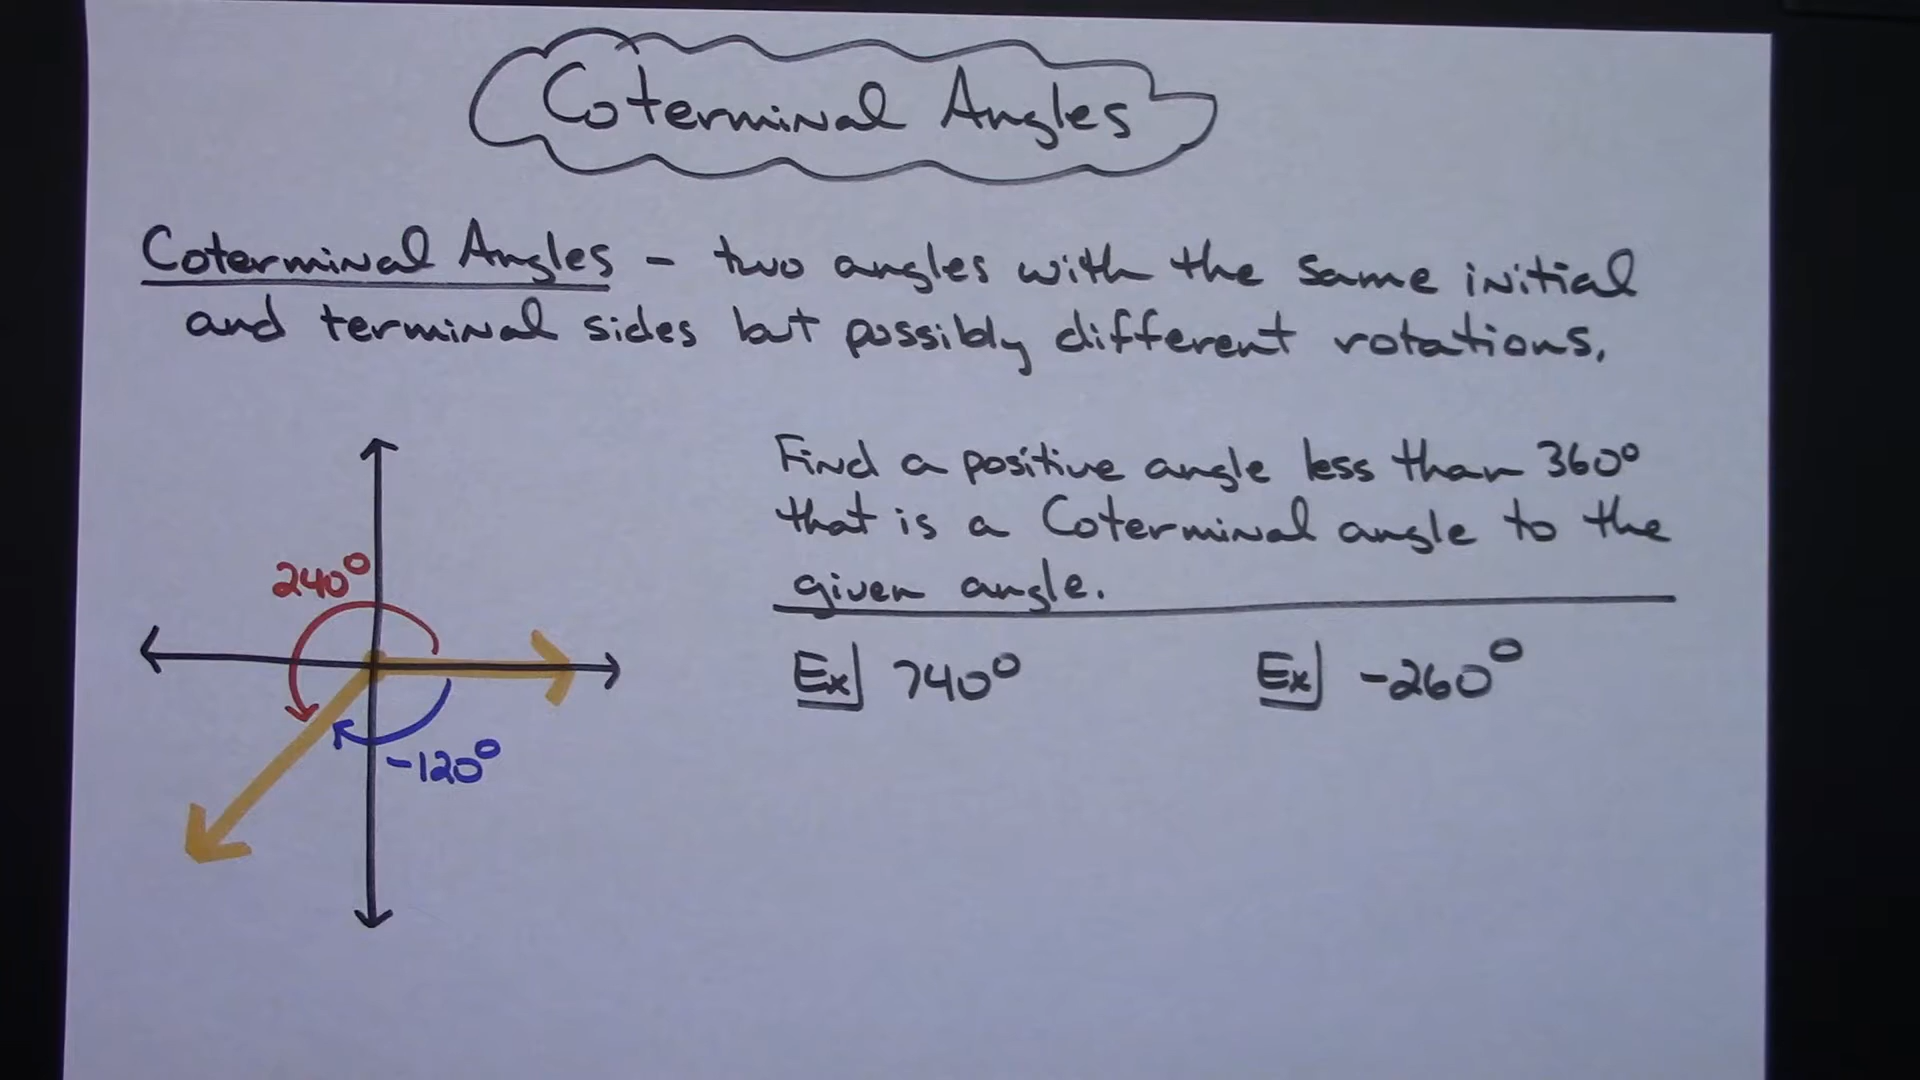 Coterminal Angles
Coterminal Angles - two angles with the same initial
and terminal sides but possibly different rotations.
Find a positive angle less than 360°
that is a Coterminal angle to the
given angle.
240°
Ex] 740°
Ex] -260°
-120°